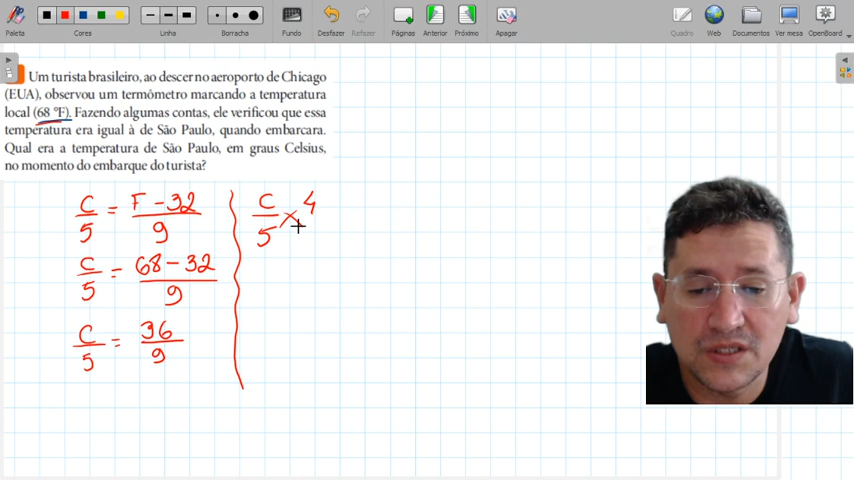 Paleta Cores Borracha Fundo Desfazer Refazer Páginas Anterior Próximo Apagar Quadro Web Documentos Ver mesa OpenBoard
Um turista brasileiro, ao descer no aeroporto de Chicago
(EUA), observou um termômetro marcando a temperatura
local (68 °F). Fazendo algumas contas, ele verificou que essa
temperatura era igual à de São Paulo, quando embarcara.
Qual era a temperatura de São Paulo, em graus Celsius,
no momento do embarque do turista?
C/5 = F - 32/9
C/5 = 68 - 32/9
C/5 = 36/9
C/5 × 4